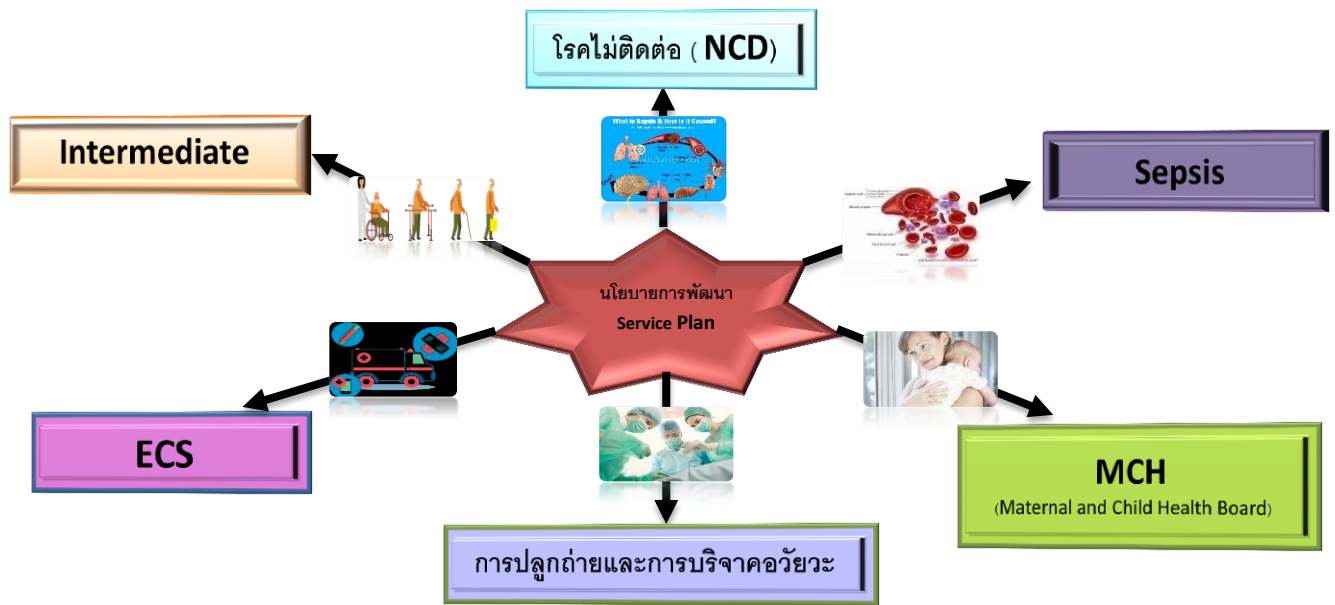 โรคไม่ติดต่อ ( NCD)
Intermediate
What is Sepsis & How is it Caused?
Sepsis
นโยบายการพัฒนา
Service Plan
ECS
MCH
(Maternal and Child Health Board)
การปลูกถ่ายและการบริจาคอวัยวะ